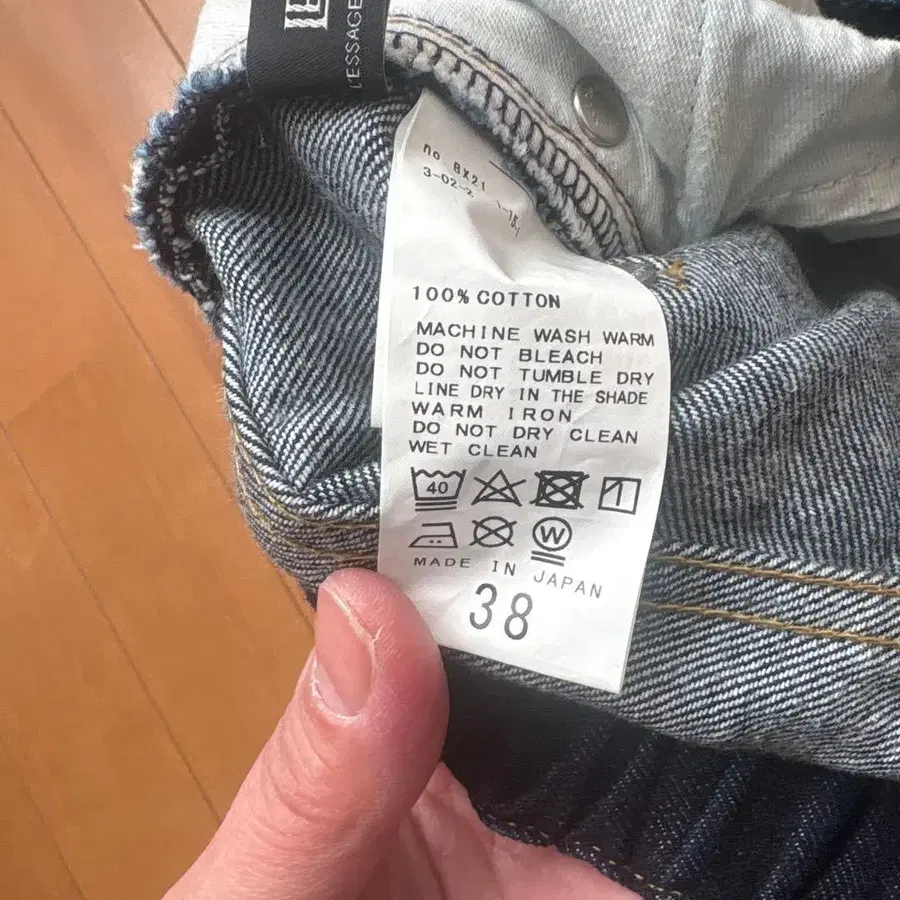 L'ESSAGE
no. BX21
3-02-2
100% COTTON
MACHINE WASH WARM
DO NOT BLEACH
DO NOT TUMBLE DRY
LINE DRY IN THE SHADE
WARM IRON
DO NOT DRY CLEAN
WET CLEAN
40
W
MADE IN JAPAN
38